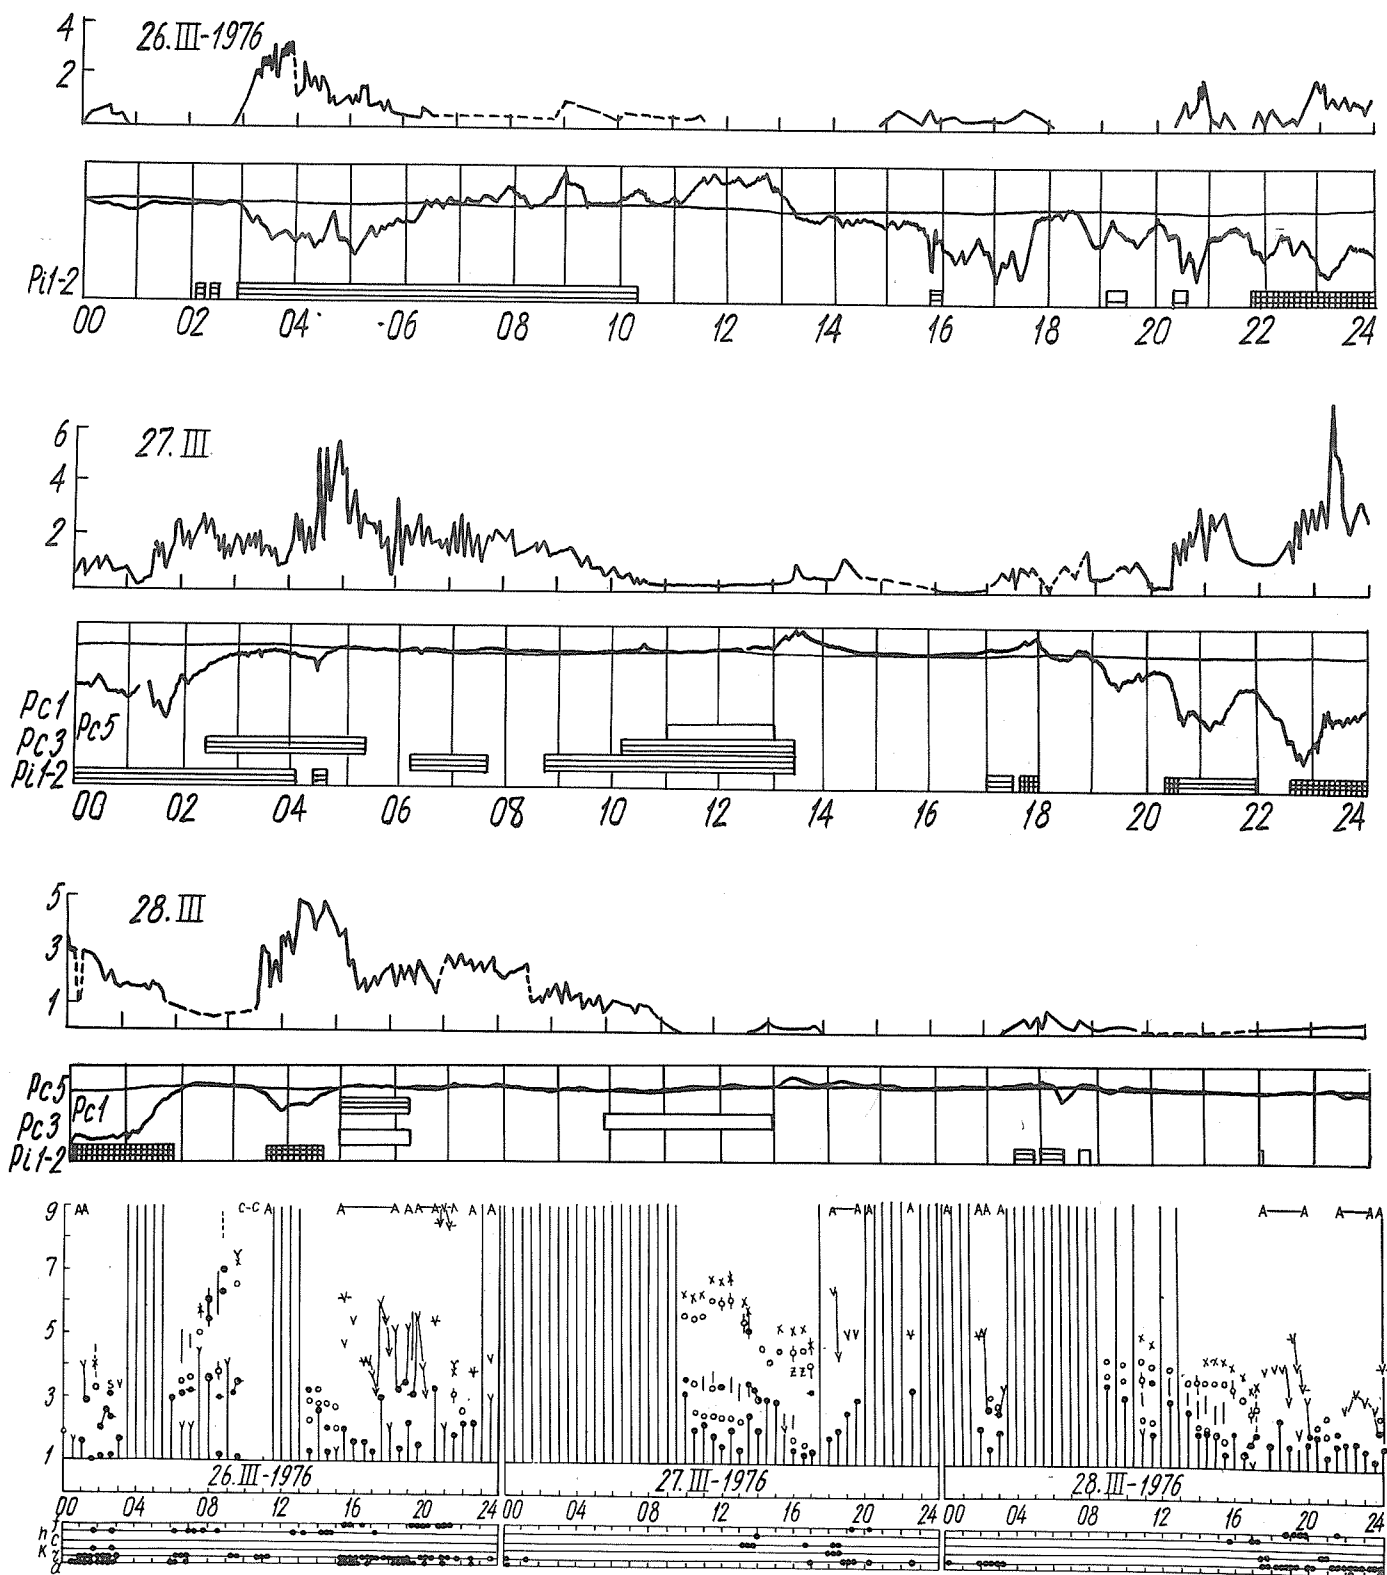 4
26.III-1976
2
Pi1-2
00 02 04 06 08 10 12 14 16 18 20 22 24
6
27.III
4
2
Pc1
Pc5
Pc3
Pi1-2
00 02 04 06 08 10 12 14 16 18 20 22 24
5
28.III
3
1
Pc5
Pc1
Pc3
Pi1-2
9 AA C-C A A A A A A A A A A A A A A A A A A A A A
7
5
3
1
26.III-1976 27.III-1976 28.III-1976
00 04 08 12 16 20 24 00 04 08 12 16 20 24 00 04 08 12 16 20 24
f
h c
K
a